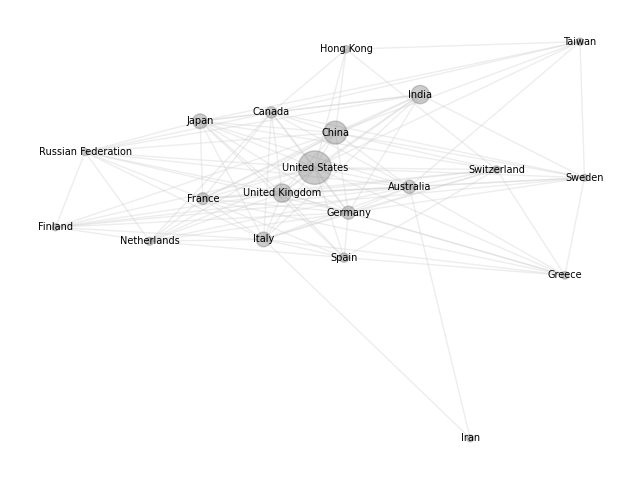 Taiwan
Hong Kong
India
Canada
Japan
China
Russian Federation
United States
Switzerland
Sweden
Australia
United Kingdom
France
Germany
Finland
Netherlands
Italy
Spain
Greece
Iran